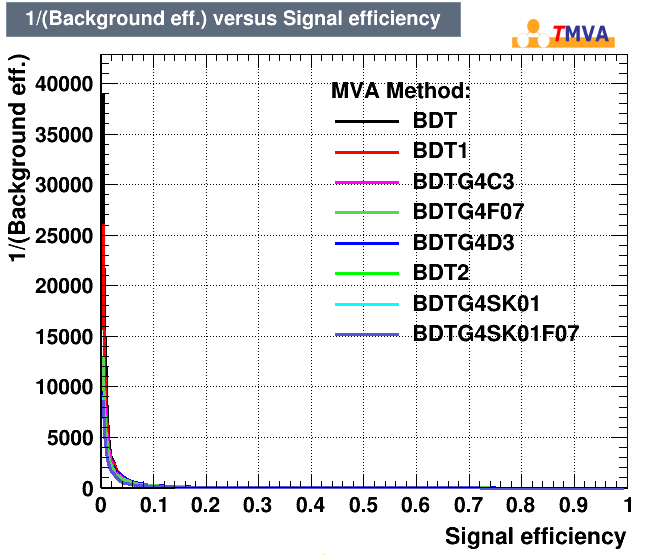 1/(Background eff.) versus Signal efficiency
TMVA
1/(Background eff.)
40000
35000
30000
25000
20000
15000
10000
5000
0
MVA Method:
BDT
BDT1
BDTG4C3
BDTG4F07
BDTG4D3
BDT2
BDTG4SK01
BDTG4SK01F07
0 0.1 0.2 0.3 0.4 0.5 0.6 0.7 0.8 0.9 1
Signal efficiency